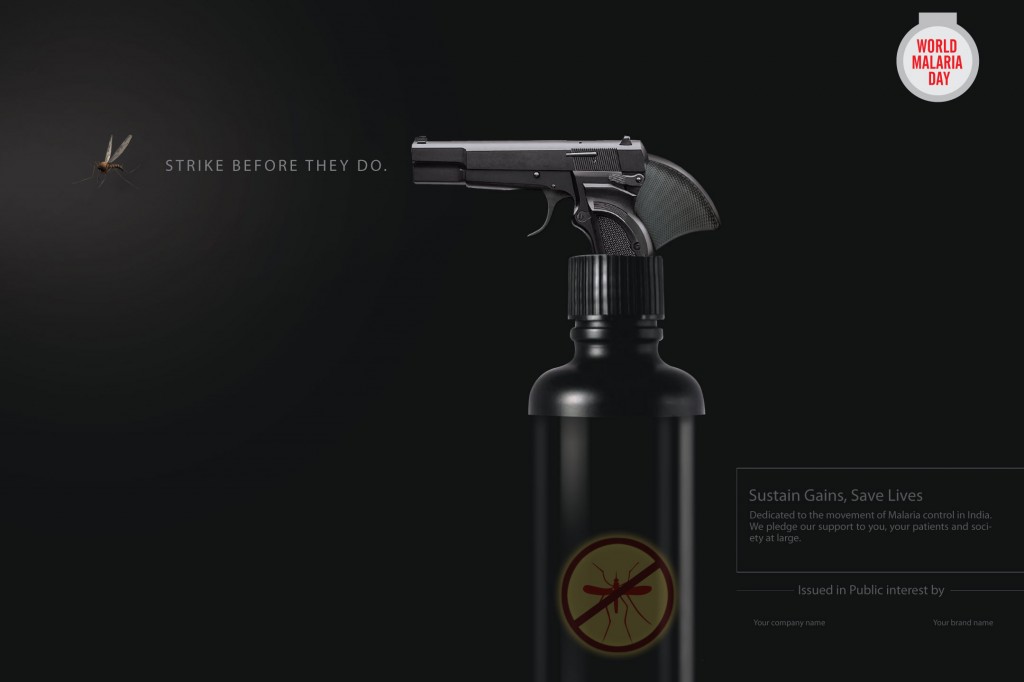 WORLD
MALARIA
DAY
STRIKE BEFORE THEY DO.
Sustain Gains, Save Lives
Dedicated to the movement of Malaria control in India.
We pledge our support to you, your patients and soci-
ety at large.
Issued in Public interest by
Your company name
Your brand name